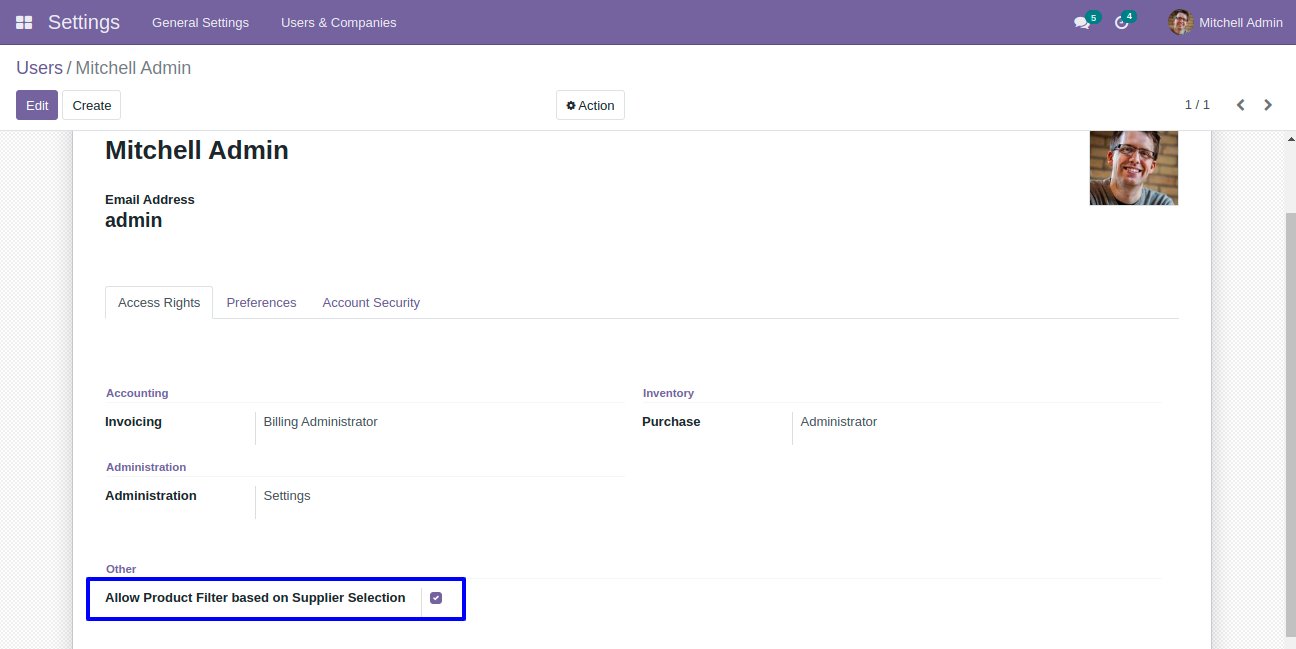 Settings General Settings Users & Companies 5 4 Mitchell Admin
Users / Mitchell Admin
Edit Create Action 1 / 1
Mitchell Admin
Email Address
admin
Access Rights Preferences Account Security
Accounting Inventory
Invoicing Billing Administrator Purchase Administrator
Administration
Administration Settings
Other
Allow Product Filter based on Supplier Selection